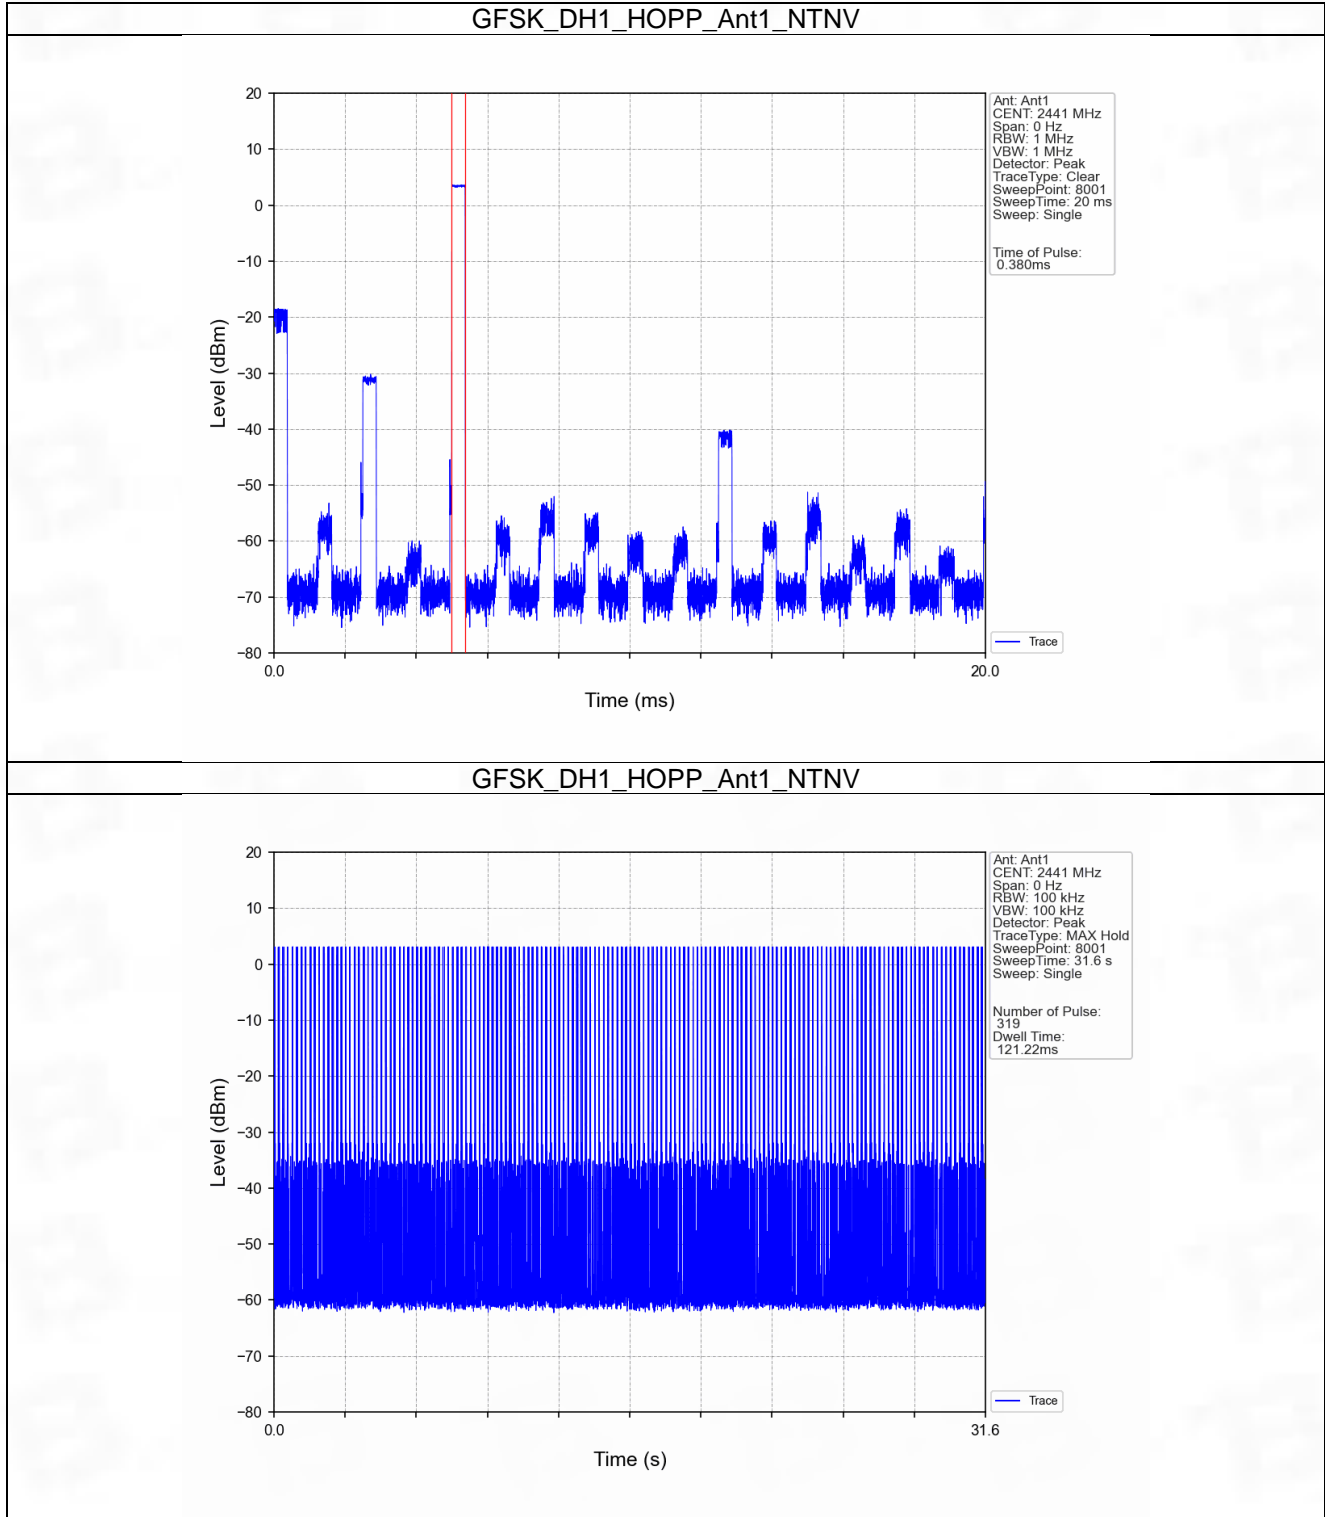 GFSK_DH1_HOPP_Ant1_NTNV
20
10
0
−10
−20
−30
−40
−50
−60
−70
−80
Level (dBm)
0.0
20.0
Time (ms)
Ant: Ant1
CENT: 2441 MHz
Span: 0 Hz
RBW: 1 MHz
VBW: 1 MHz
Detector: Peak
TraceType: Clear
SweepPoint: 8001
SweepTime: 20 ms
Sweep: Single
Time of Pulse:
0.380ms
Trace
GFSK_DH1_HOPP_Ant1_NTNV
20
10
0
−10
−20
−30
−40
−50
−60
−70
−80
Level (dBm)
0.0
31.6
Time (s)
Ant: Ant1
CENT: 2441 MHz
Span: 0 Hz
RBW: 100 kHz
VBW: 100 kHz
Detector: Peak
TraceType: MAX Hold
SweepPoint: 8001
SweepTime: 31.6 s
Sweep: Single
Number of Pulse:
319
Dwell Time:
121.22ms
Trace